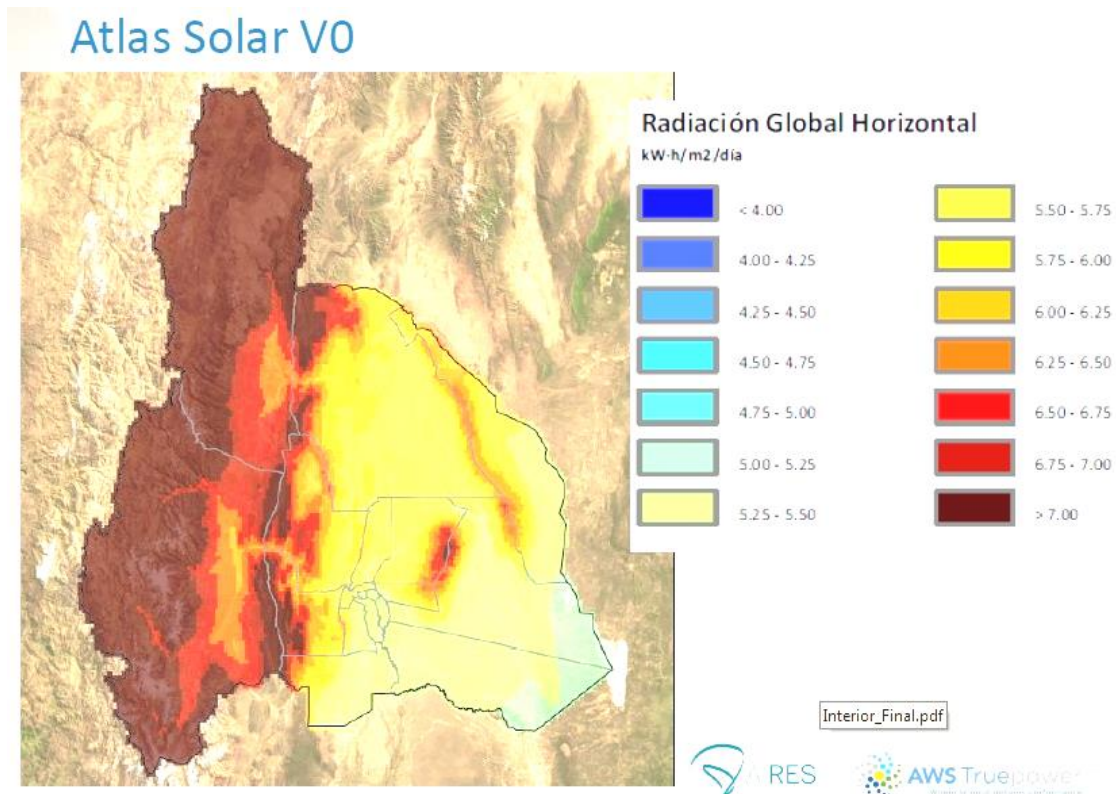 Atlas Solar V0
Radiación Global Horizontal
kW·h/m2/día
< 4.00
4.00 - 4.25
4.25 - 4.50
4.50 - 4.75
4.75 - 5.00
5.00 - 5.25
5.25 - 5.50
5.50 - 5.75
5.75 - 6.00
6.00 - 6.25
6.25 - 6.50
6.50 - 6.75
6.75 - 7.00
> 7.00
Interior_Final.pdf
RES
AWS Truepower